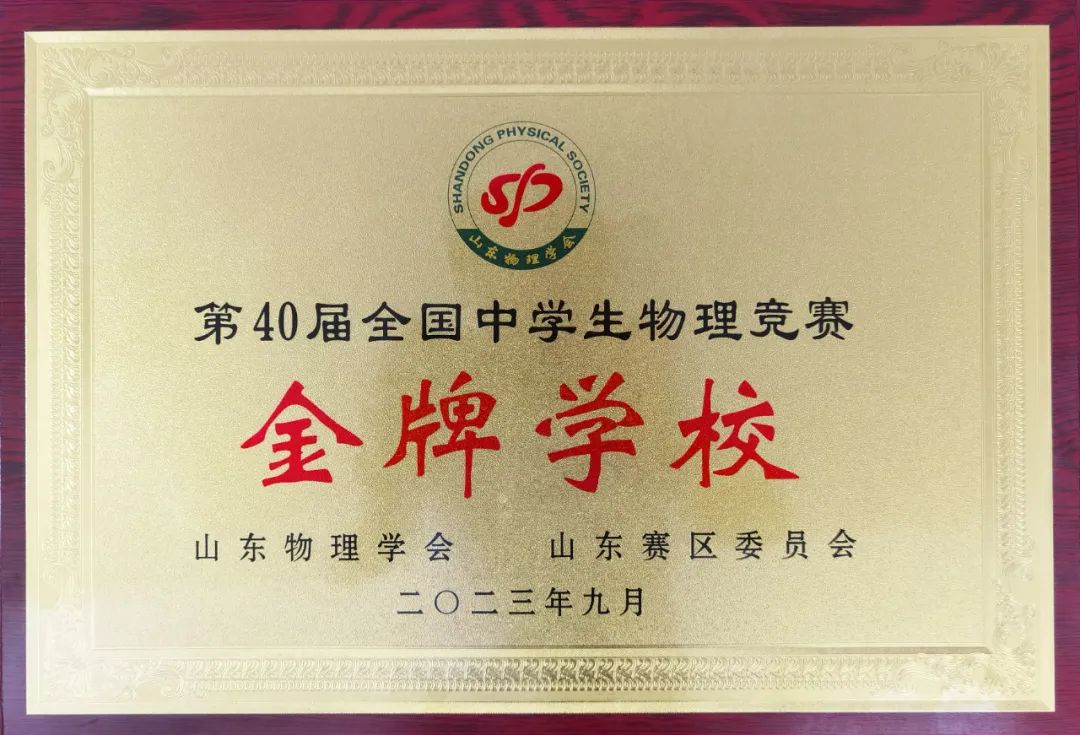 SHANDONG PHYSICAL SOCIETY
山东物理学会
第40届全国中学生物理竞赛
金牌学校
山东物理学会 山东赛区委员会
二〇二三年九月